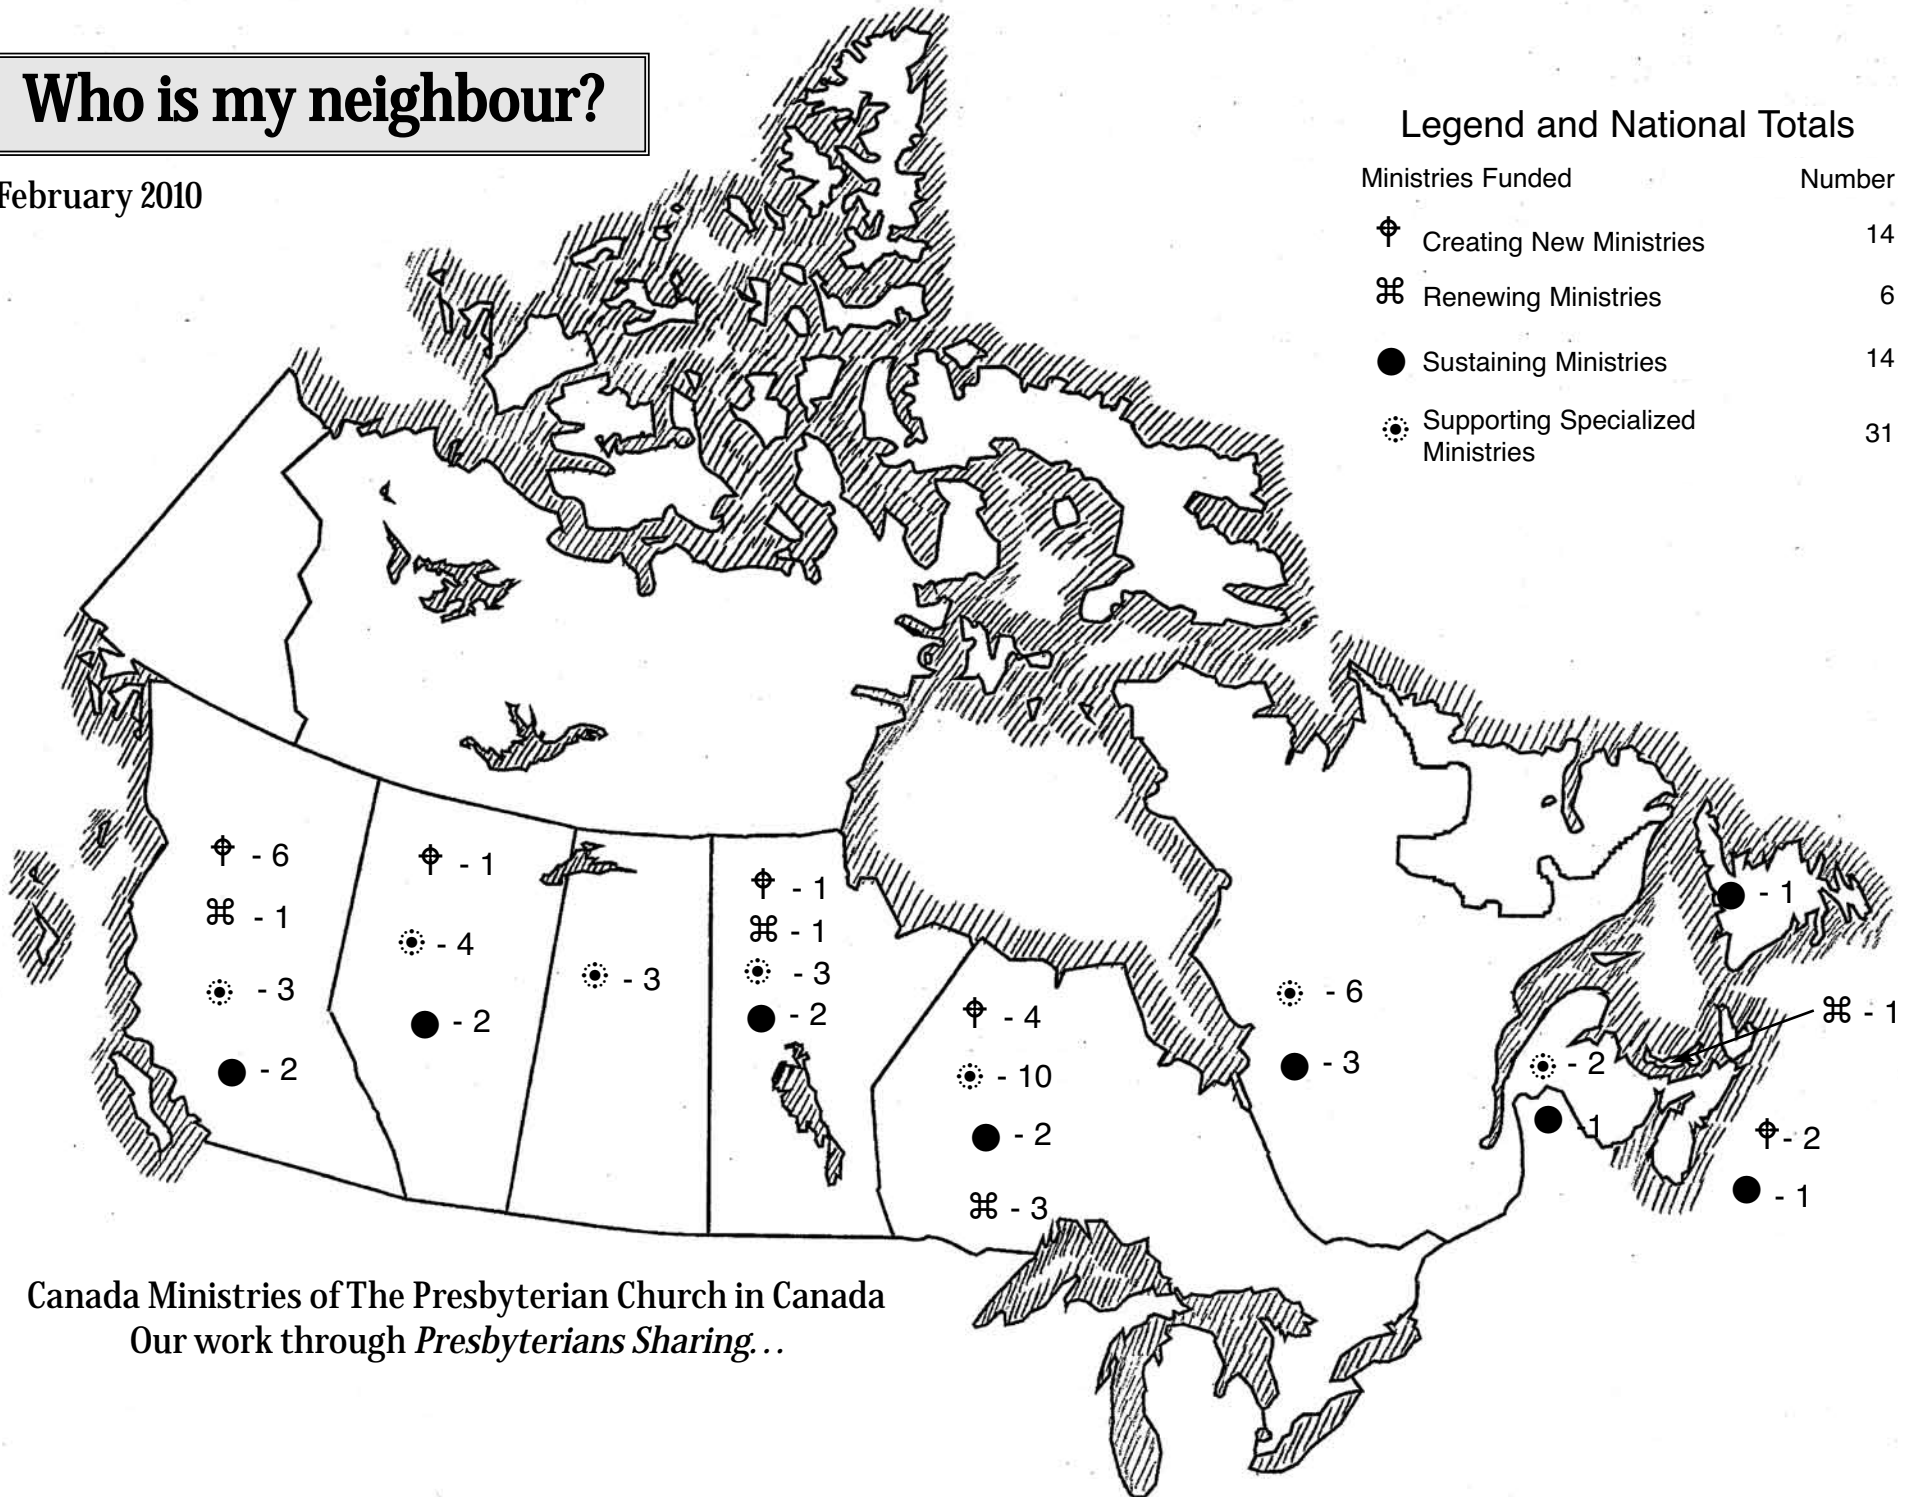 Who is my neighbour?
February 2010
Legend and National Totals
Ministries Funded Number
Creating New Ministries 14
⌘ Renewing Ministries 6
● Sustaining Ministries 14
Supporting Specialized
Ministries 31
- 6
⌘ - 1
- 3
● - 2
- 1
- 4
● - 2
- 3
- 1
⌘ - 1
- 3
● - 2
- 4
- 10
● - 2
⌘ - 3
- 6
● - 3
● - 1
⌘ - 1
- 2
● -1
- 2
● - 1
Canada Ministries of The Presbyterian Church in Canada
Our work through Presbyterians Sharing...